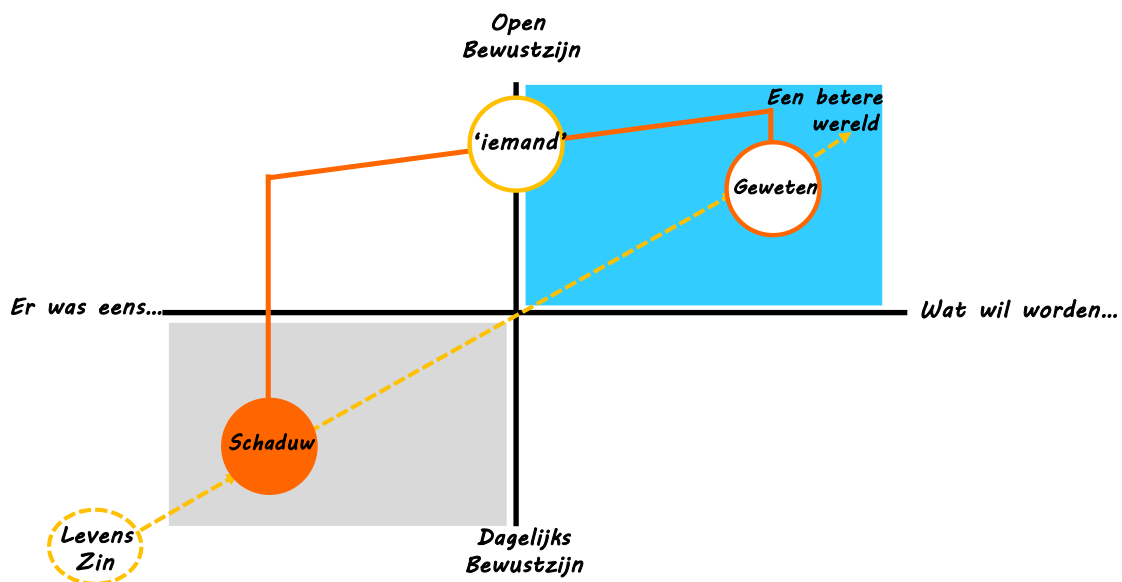 Open
Bewustzijn
Een betere
wereld
'iemand'
Geweten
Er was eens...
Wat wil worden...
Schaduw
Levens
Zin
Dagelijks
Bewustzijn